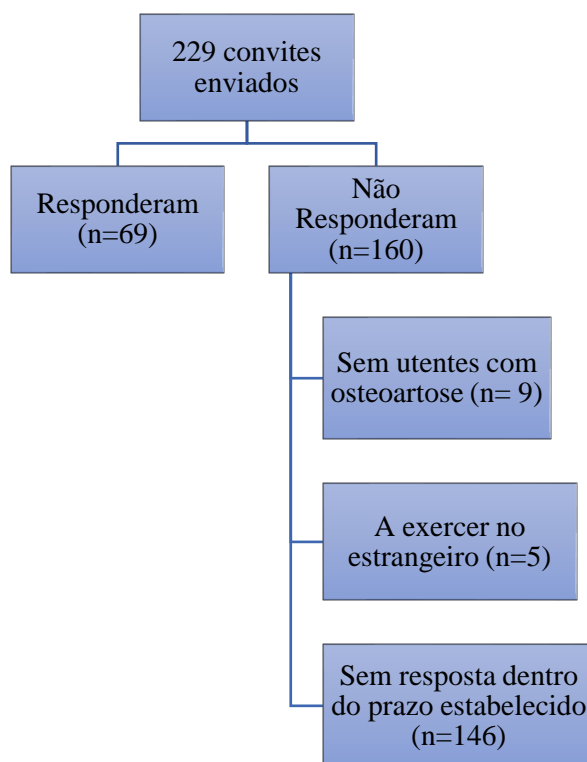 229 convites
enviados
Responderam
(n=69)
Não
Responderam
(n=160)
Sem utentes com
osteoartose (n= 9)
A exercer no
estrangeiro (n=5)
Sem resposta dentro
do prazo estabelecido
(n=146)